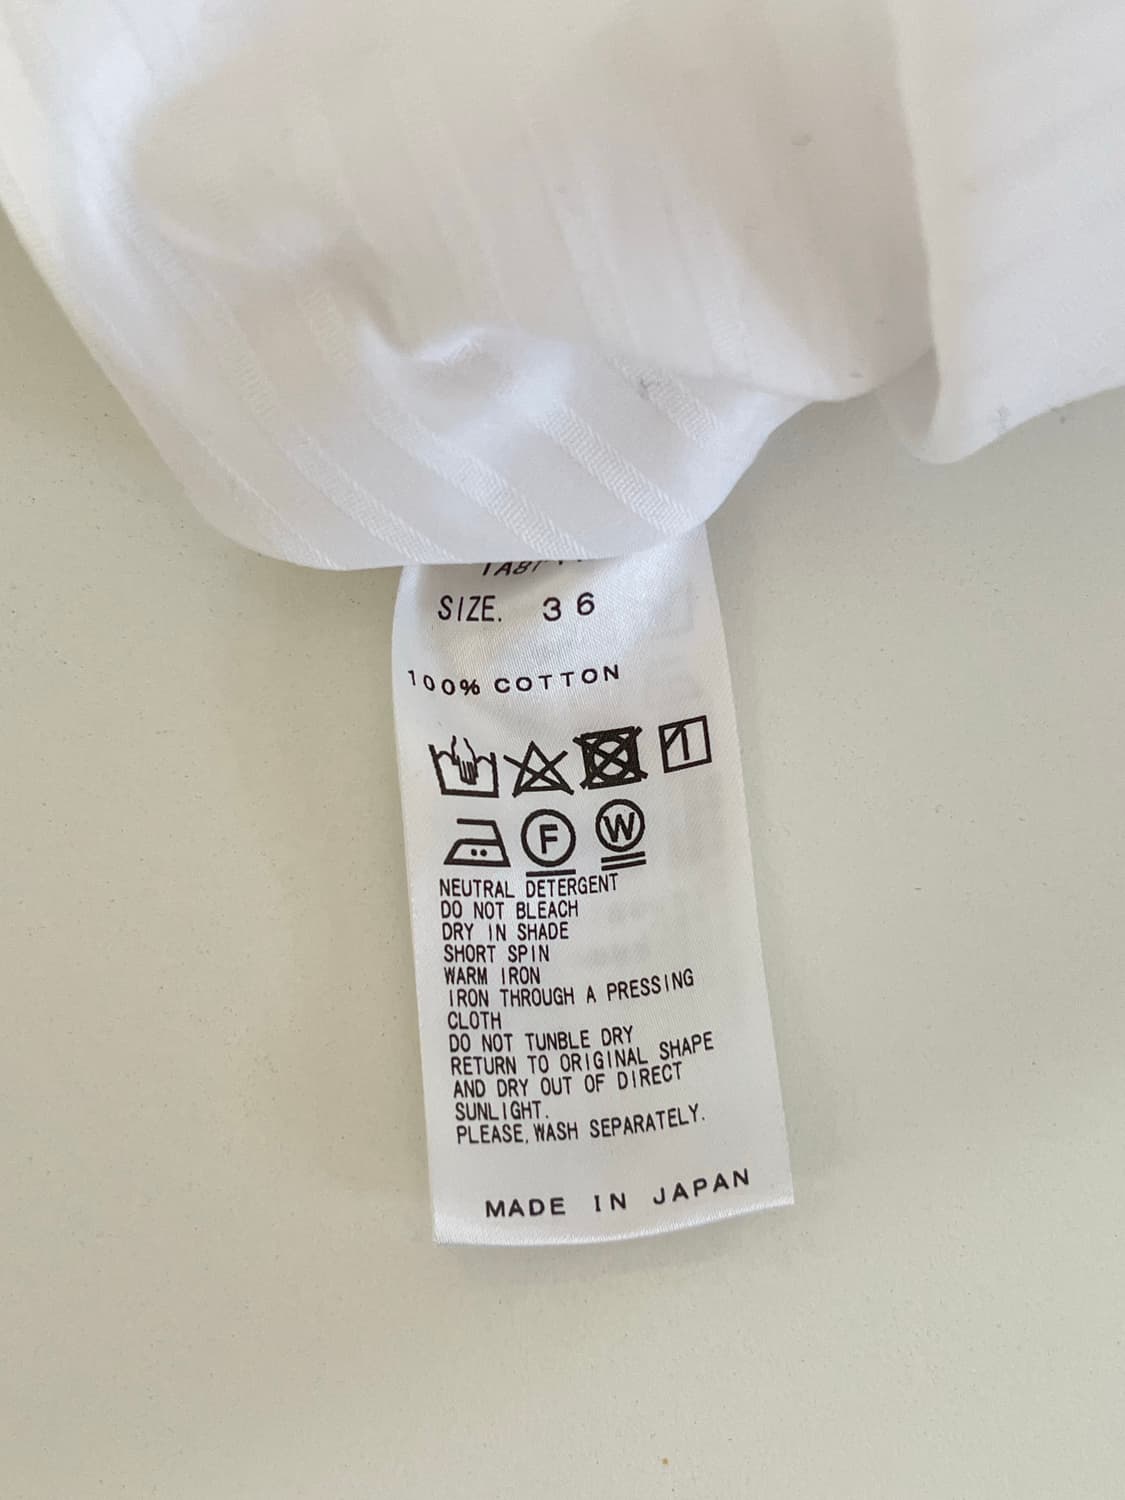 SIZE. 36
100% COTTON
F W
NEUTRAL DETERGENT
DO NOT BLEACH
DRY IN SHADE
SHORT SPIN
WARM IRON
IRON THROUGH A PRESSING
CLOTH
DO NOT TUNBLE DRY
RETURN TO ORIGINAL SHAPE
AND DRY OUT OF DIRECT
SUNLIGHT.
PLEASE, WASH SEPARATELY.
MADE IN JAPAN